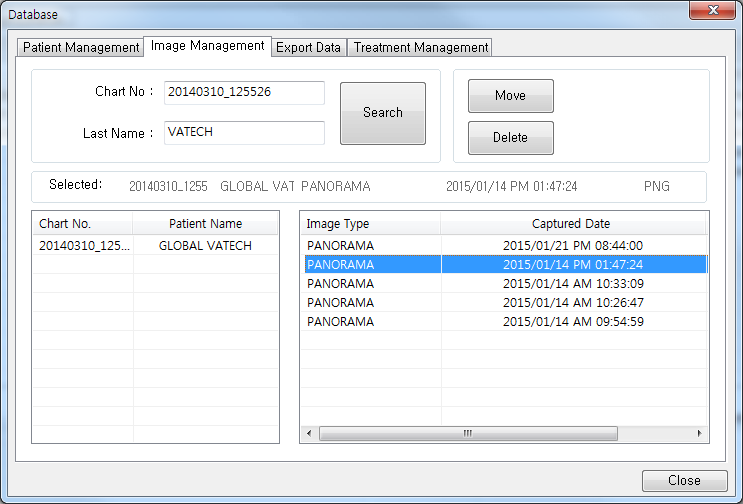 Database
Patient Management Image Management Export Data Treatment Management
Chart No : 20140310_125526 Search Move
Last Name : VATECH Delete
Selected: 20140310_1255 GLOBAL VAT PANORAMA 2015/01/14 PM 01:47:24 PNG
Chart No. Patient Name Image Type Captured Date
20140310_125... GLOBAL VATECH PANORAMA 2015/01/21 PM 08:44:00
PANORAMA 2015/01/14 PM 01:47:24
PANORAMA 2015/01/14 AM 10:33:09
PANORAMA 2015/01/14 AM 10:26:47
PANORAMA 2015/01/14 AM 09:54:59
Close